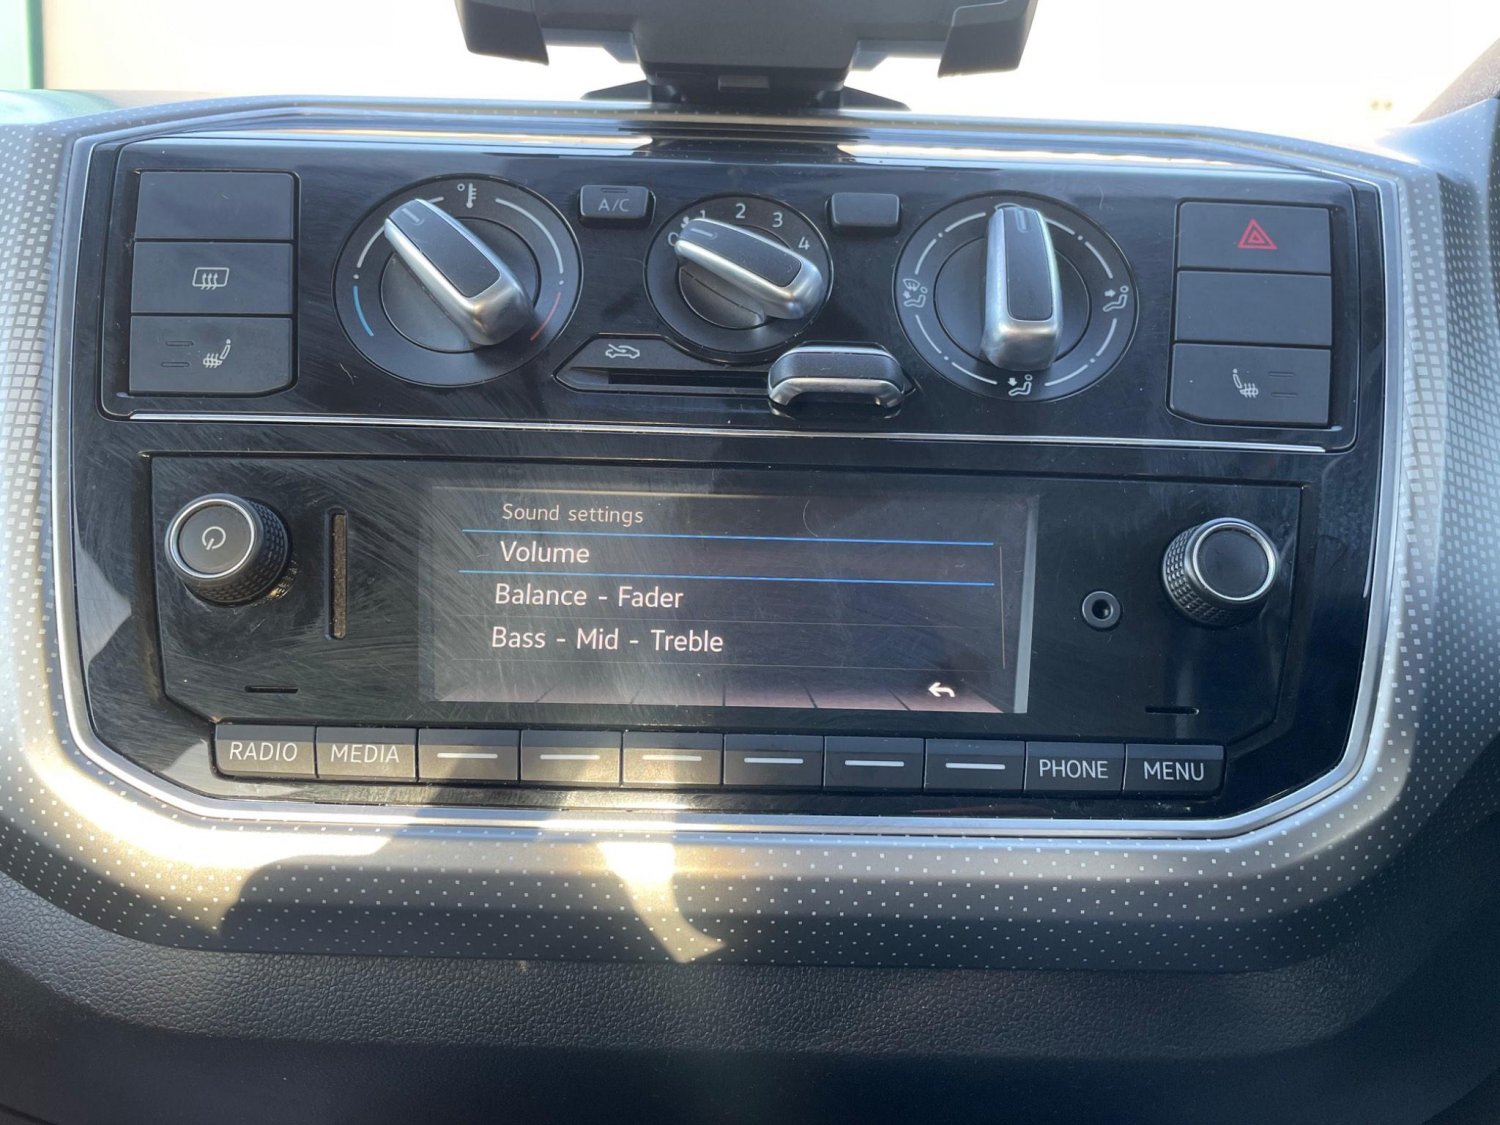 A/C
0 1 2 3 4
Sound settings
Volume
Balance - Fader
Bass - Mid - Treble
RADIO MEDIA PHONE MENU